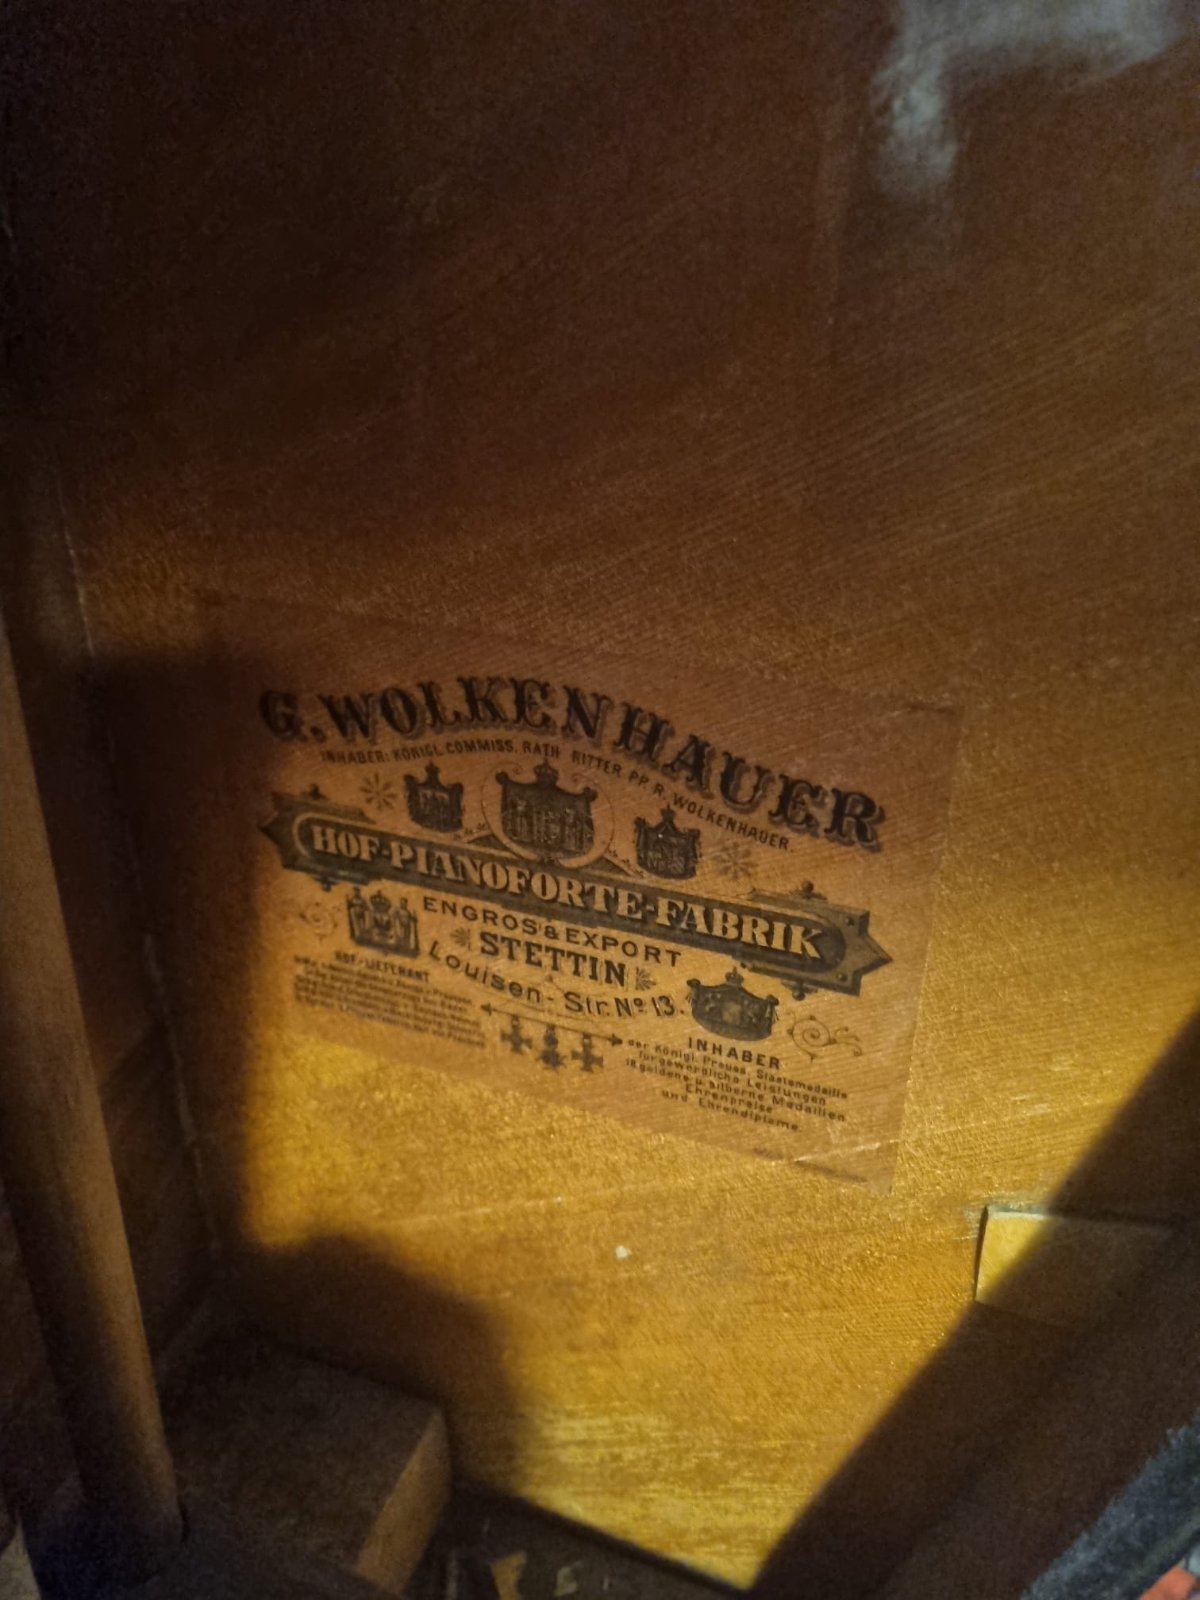 G. WOLKENHAUER
INHABER: KÖNIGL. COMMISS. RATH RITTER PP. R. WOLKENHAUER.
HOF-PIANOFORTE-FABRIK
ENGROS & EXPORT
STETTIN
Louisen-Str. No 13.
HOF-LIEFERANT
INHABER
der Königl. Preuss. Staatsmedaille
für gewerbliche Leistungen
18 goldene u. silberne Medaillen
Ehrenpreise
und Ehrendiplome.